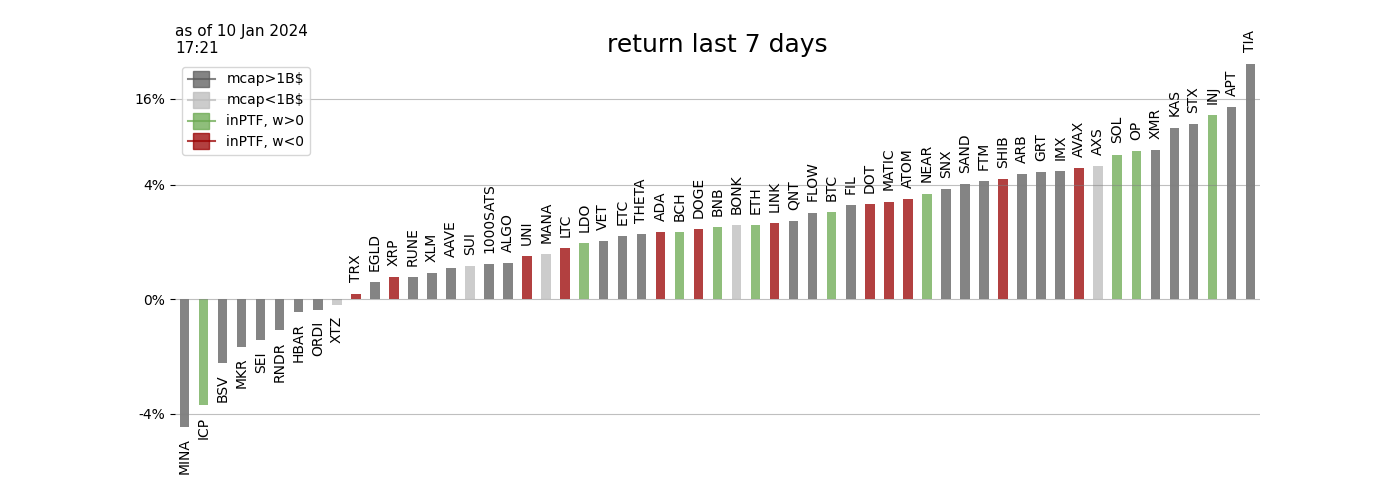 as of 10 Jan 2024
17:21
return last 7 days
mcap>1B$
mcap<1B$
inPTF, w>0
inPTF, w<0
16%
4%
0%
-4%
MINA
ICP
BSV
MKR
SEI
RNDR
HBAR
ORDI
XTZ
TRX
EGLD
XRP
RUNE
XLM
AAVE
SUI
1000SATS
ALGO
UNI
MANA
LTC
LDO
VET
ETC
THETA
ADA
BCH
DOGE
BNB
BONK
ETH
LINK
QNT
FLOW
BTC
FIL
DOT
MATIC
ATOM
NEAR
SNX
SAND
FTM
SHIB
ARB
GRT
IMX
AVAX
AXS
SOL
OP
XMR
KAS
STX
INJ
APT
TIA